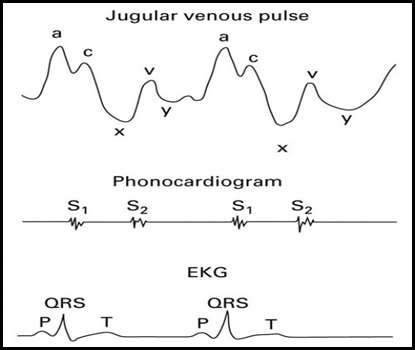 Jugular venous pulse
a c v y a c v y
x x
Phonocardiogram
S1 S2 S1 S2
EKG
QRS QRS
P T P T